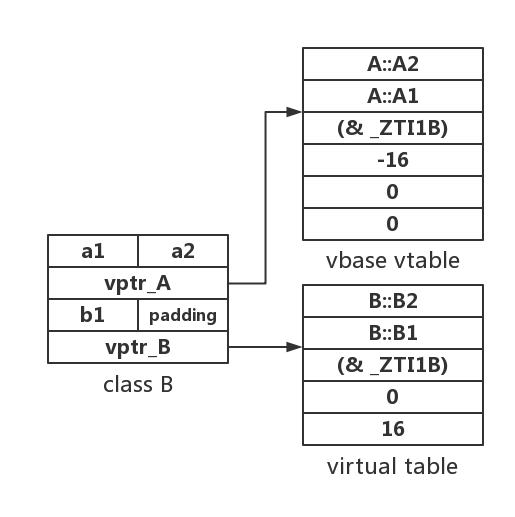 A::A2
A::A1
(& _ZTI1B)
-16
0
0
vbase vtable
a1 a2
vptr_A
b1 padding
vptr_B
class B
B::B2
B::B1
(& _ZTI1B)
0
16
virtual table